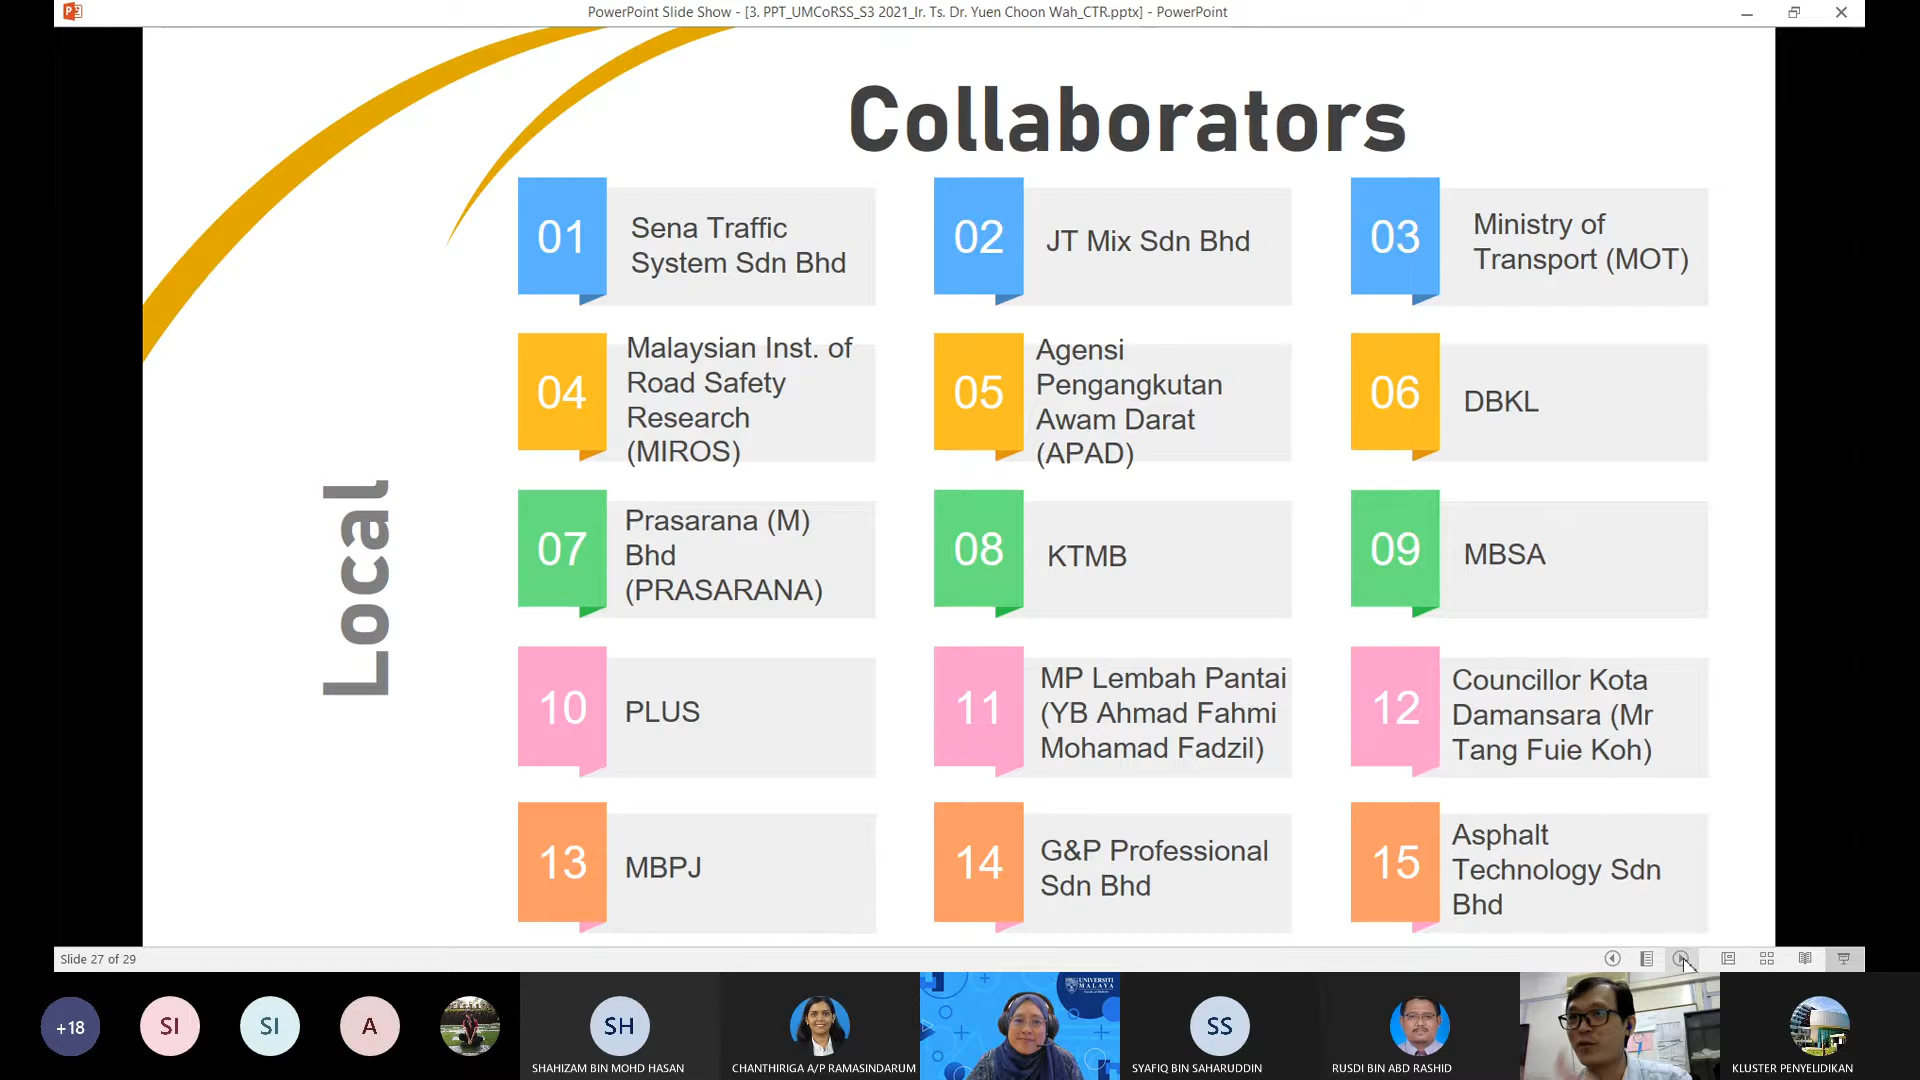 PowerPoint Slide Show - [3. PPT_UMCoRSS_S3 2021_Ir. Ts. Dr. Yuen Choon Wah_CTR.pptx] - PowerPoint
Collaborators
Local
01
Sena Traffic
System Sdn Bhd
02
JT Mix Sdn Bhd
03
Ministry of
Transport (MOT)
04
Malaysian Inst. of
Road Safety
Research
(MIROS)
05
Agensi
Pengangkutan
Awam Darat
(APAD)
06
DBKL
07
Prasarana (M)
Bhd
(PRASARANA)
08
KTMB
09
MBSA
10
PLUS
11
MP Lembah Pantai
(YB Ahmad Fahmi
Mohamad Fadzil)
12
Councillor Kota
Damansara (Mr
Tang Fuie Koh)
13
MBPJ
14
G&P Professional
Sdn Bhd
15
Asphalt
Technology Sdn
Bhd
Slide 27 of 29
+18
SI
SI
A
SH
SHAHIZAM BIN MOHD HASAN
CHANTHIRIGA A/P RAMASINDARUM
UNIVERSITI
MALAYA
SS
SYAFIQ BIN SAHARUDDIN
RUSDI BIN ABD RASHID
KLUSTER PENYELIDIKAN